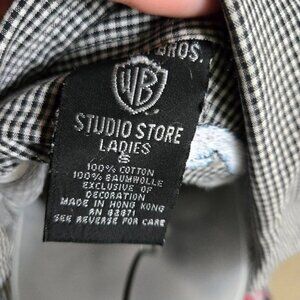 BROS.
WB
STUDIO STORE
LADIES
S
100% COTTON
100% BAUMWOLLE
EXCLUSIVE OF
DECORATION
MADE IN HONG KONG
RN 82871
SEE REVERSE FOR CARE